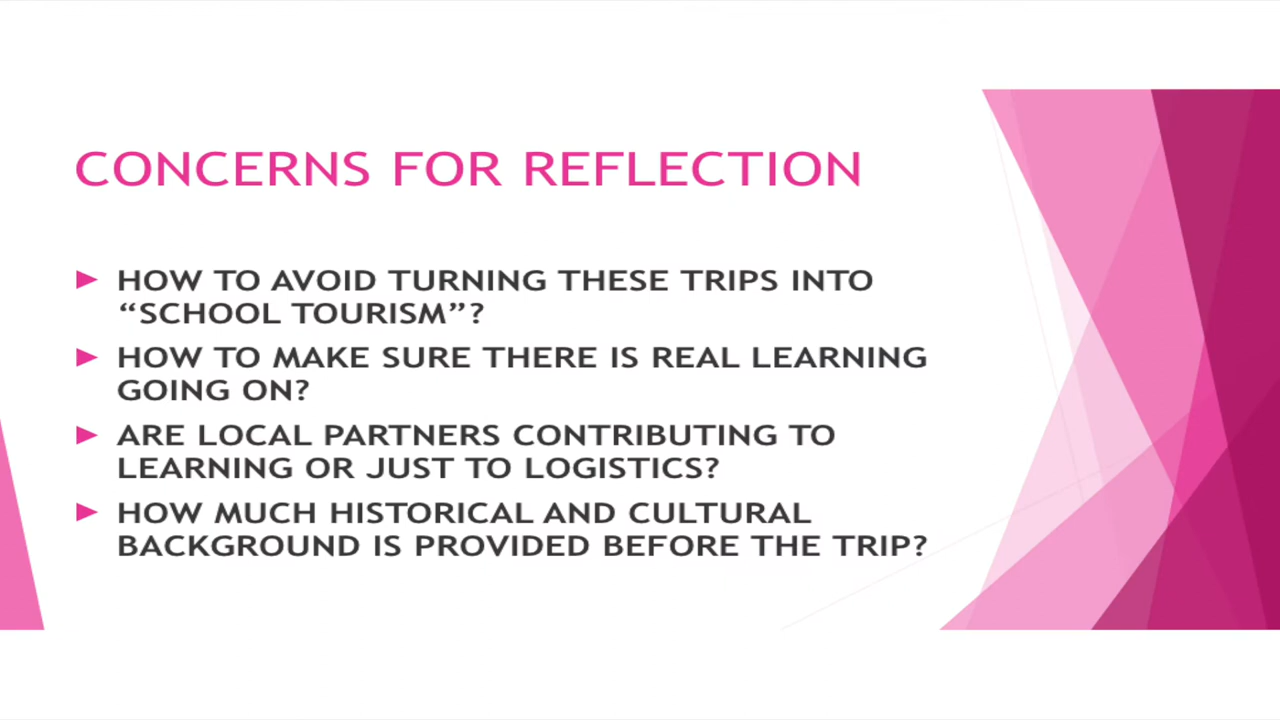 CONCERNS FOR REFLECTION
HOW TO AVOID TURNING THESE TRIPS INTO
“SCHOOL TOURISM”?
HOW TO MAKE SURE THERE IS REAL LEARNING
GOING ON?
ARE LOCAL PARTNERS CONTRIBUTING TO
LEARNING OR JUST TO LOGISTICS?
HOW MUCH HISTORICAL AND CULTURAL
BACKGROUND IS PROVIDED BEFORE THE TRIP?